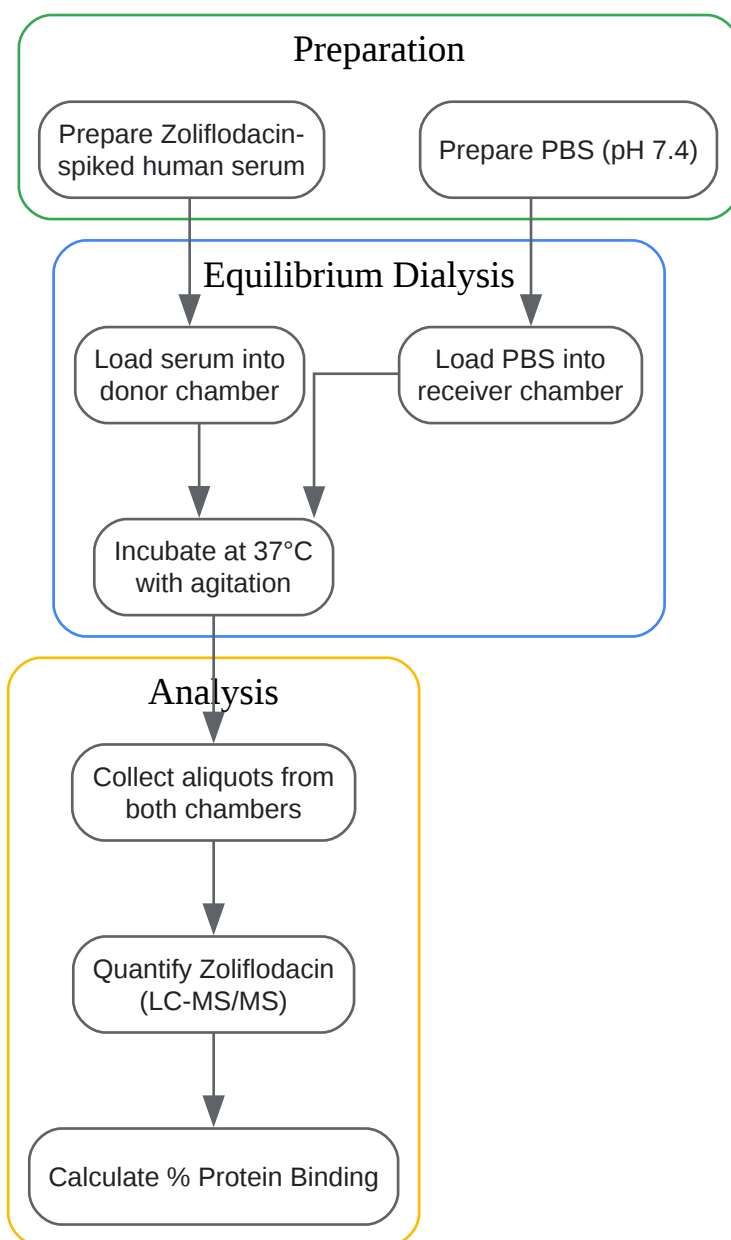 Preparation
Prepare Zoliflodacin-
spiked human serum
Prepare PBS (pH 7.4)
Equilibrium Dialysis
Load serum into
donor chamber
Load PBS into
receiver chamber
Incubate at 37°C
with agitation
Analysis
Collect aliquots from
both chambers
Quantify Zoliflodacin
(LC-MS/MS)
Calculate % Protein Binding